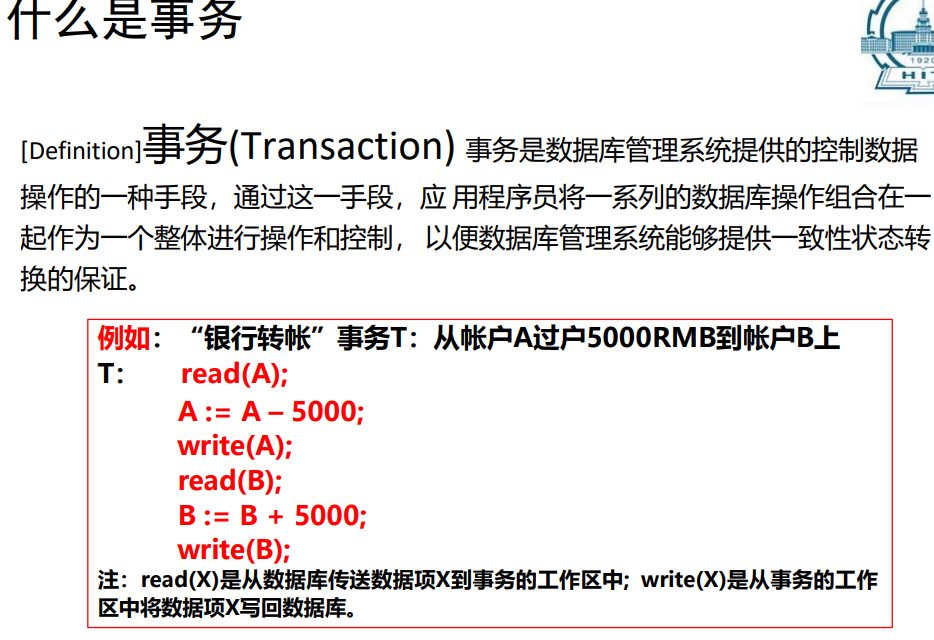 什么是事务
1920
HIT
[Definition]事务(Transaction) 事务是数据库管理系统提供的控制数据
操作的一种手段，通过这一手段，应 用程序员将一系列的数据库操作组合在一
起作为一个整体进行操作和控制， 以便数据库管理系统能够提供一致性状态转
换的保证。
例如：“银行转帐”事务T：从帐户A过户5000RMB到帐户B上
T： read(A);
A := A – 5000;
write(A);
read(B);
B := B + 5000;
write(B);
注：read(X)是从数据库传送数据项X到事务的工作区中; write(X)是从事务的工作
区中将数据项X写回数据库。